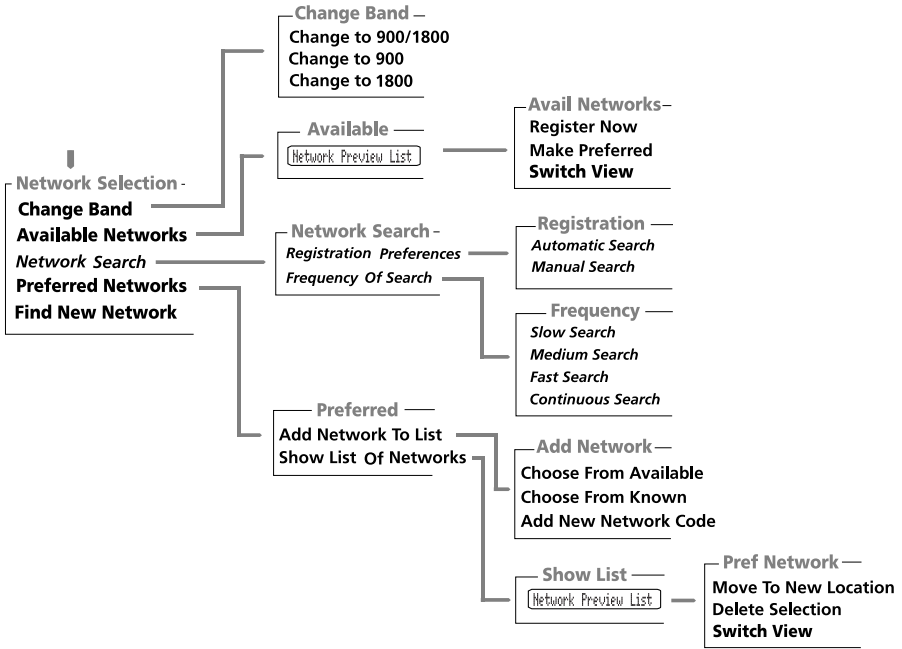 Change Band
Change to 900/1800
Change to 900
Change to 1800
Available
Network Preview List
Avail Networks
Register Now
Make Preferred
Switch View
Network Selection
Change Band
Available Networks
Network Search
Preferred Networks
Find New Network
Network Search
Registration Preferences
Frequency Of Search
Registration
Automatic Search
Manual Search
Frequency
Slow Search
Medium Search
Fast Search
Continuous Search
Preferred
Add Network To List
Show List Of Networks
Add Network
Choose From Available
Choose From Known
Add New Network Code
Show List
Network Preview List
Pref Network
Move To New Location
Delete Selection
Switch View